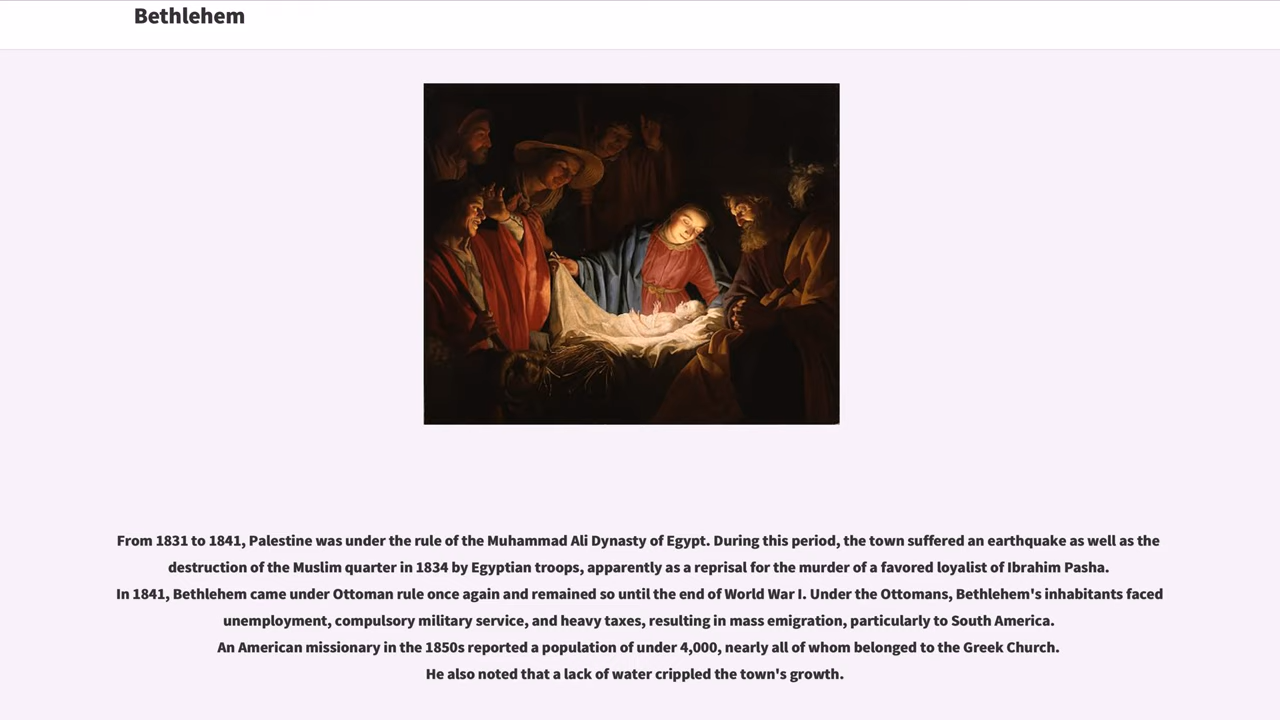 Bethlehem
From 1831 to 1841, Palestine was under the rule of the Muhammad Ali Dynasty of Egypt. During this period, the town suffered an earthquake as well as the
destruction of the Muslim quarter in 1834 by Egyptian troops, apparently as a reprisal for the murder of a favored loyalist of Ibrahim Pasha.
In 1841, Bethlehem came under Ottoman rule once again and remained so until the end of World War I. Under the Ottomans, Bethlehem's inhabitants faced
unemployment, compulsory military service, and heavy taxes, resulting in mass emigration, particularly to South America.
An American missionary in the 1850s reported a population of under 4,000, nearly all of whom belonged to the Greek Church.
He also noted that a lack of water crippled the town's growth.